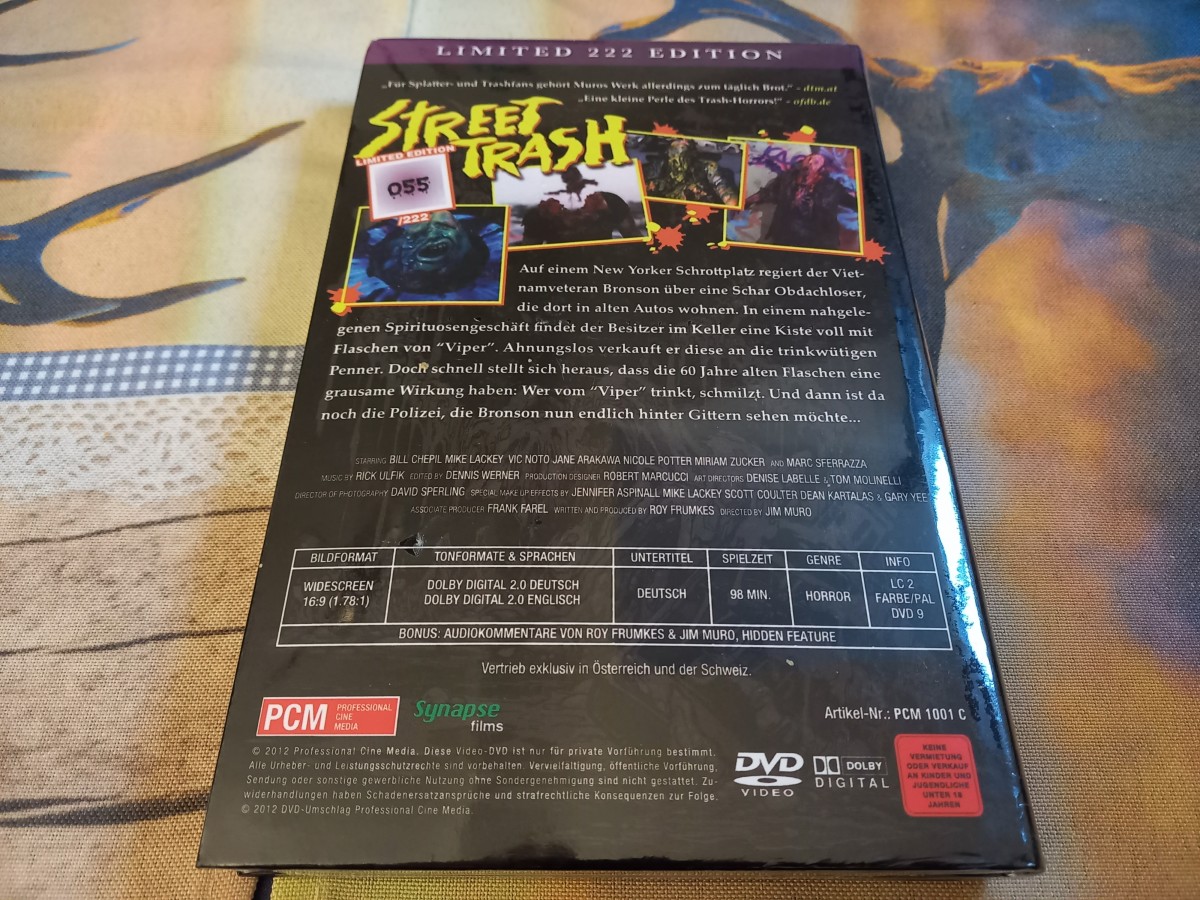 LIMITED 222 EDITION
„Für Splatter- und Trashfans gehört Muros Werk allerdings zum täglich Brot.“ - dtm.at
„Eine kleine Perle des Trash-Horrors!“ - ofdb.de
STREET
TRASH
LIMITED EDITION
055
/222
Auf einem New Yorker Schrottplatz regiert der Viet-
namveteran Bronson über eine Schar Obdachloser,
die dort in alten Autos wohnen. In einem nahgele-
genen Spirituosengeschäft findet der Besitzer im Keller eine Kiste voll mit
Flaschen von “Viper”. Ahnungslos verkauft er diese an die trinkwütigen
Penner. Doch schnell stellt sich heraus, dass die 60 Jahre alten Flaschen eine
grausame Wirkung haben: Wer vom “Viper” trinkt, schmilzt. Und dann ist da
noch die Polizei, die Bronson nun endlich hinter Gittern sehen möchte...
STARRING BILL CHEPIL MIKE LACKEY VIC NOTO JANE ARAKAWA NICOLE POTTER MIRIAM ZUCKER AND MARC SFERRAZZA
MUSIC BY RICK ULFIK EDITED BY DENNIS WERNER PRODUCTION DESIGNER ROBERT MARCUCCI ART DIRECTORS DENISE LABELLE & TOM MOLINELLI
DIRECTOR OF PHOTOGRAPHY DAVID SPERLING SPECIAL MAKE UP EFFECTS BY JENNIFER ASPINALL MIKE LACKEY SCOTT COULTER DEAN KARTALAS & GARY YEE
ASSOCIATE PRODUCER FRANK FAREL WRITTEN AND PRODUCED BY ROY FRUMKES DIRECTED BY JIM MURO
BILDFORMAT TONFORMATE & SPRACHEN UNTERTITEL SPIELZEIT GENRE INFO
WIDESCREEN
16:9 (1.78:1)
DOLBY DIGITAL 2.0 DEUTSCH
DOLBY DIGITAL 2.0 ENGLISCH
DEUTSCH
98 MIN.
HORROR
LC 2
FARBE/PAL
DVD 9
BONUS: AUDIOKOMMENTARE VON ROY FRUMKES & JIM MURO, HIDDEN FEATURE
Vertrieb exklusiv in Österreich und der Schweiz.
PCM
PROFESSIONAL
CINE
MEDIA
Synapse
films
Artikel-Nr.: PCM 1001 C
© 2012 Professional Cine Media. Diese Video-DVD ist nur für private Vorführung bestimmt.
Alle Urheber- und Leistungsschutzrechte sind vorbehalten. Vervielfältigung, öffentliche Vorführung,
Sendung oder sonstige gewerbliche Nutzung ohne Sondergenehmigung sind nicht gestattet. Zu-
widerhandlungen haben Schadenersatzansprüche und strafrechtliche Konsequenzen zur Folge.
© 2012 DVD-Umschlag Professional Cine Media.
DVD
VIDEO
DOLBY
DIGITAL
KEINE
VERMIETUNG
ODER VERKAUF
AN KINDER UND
JUGENDLICHE
UNTER 18
JAHREN